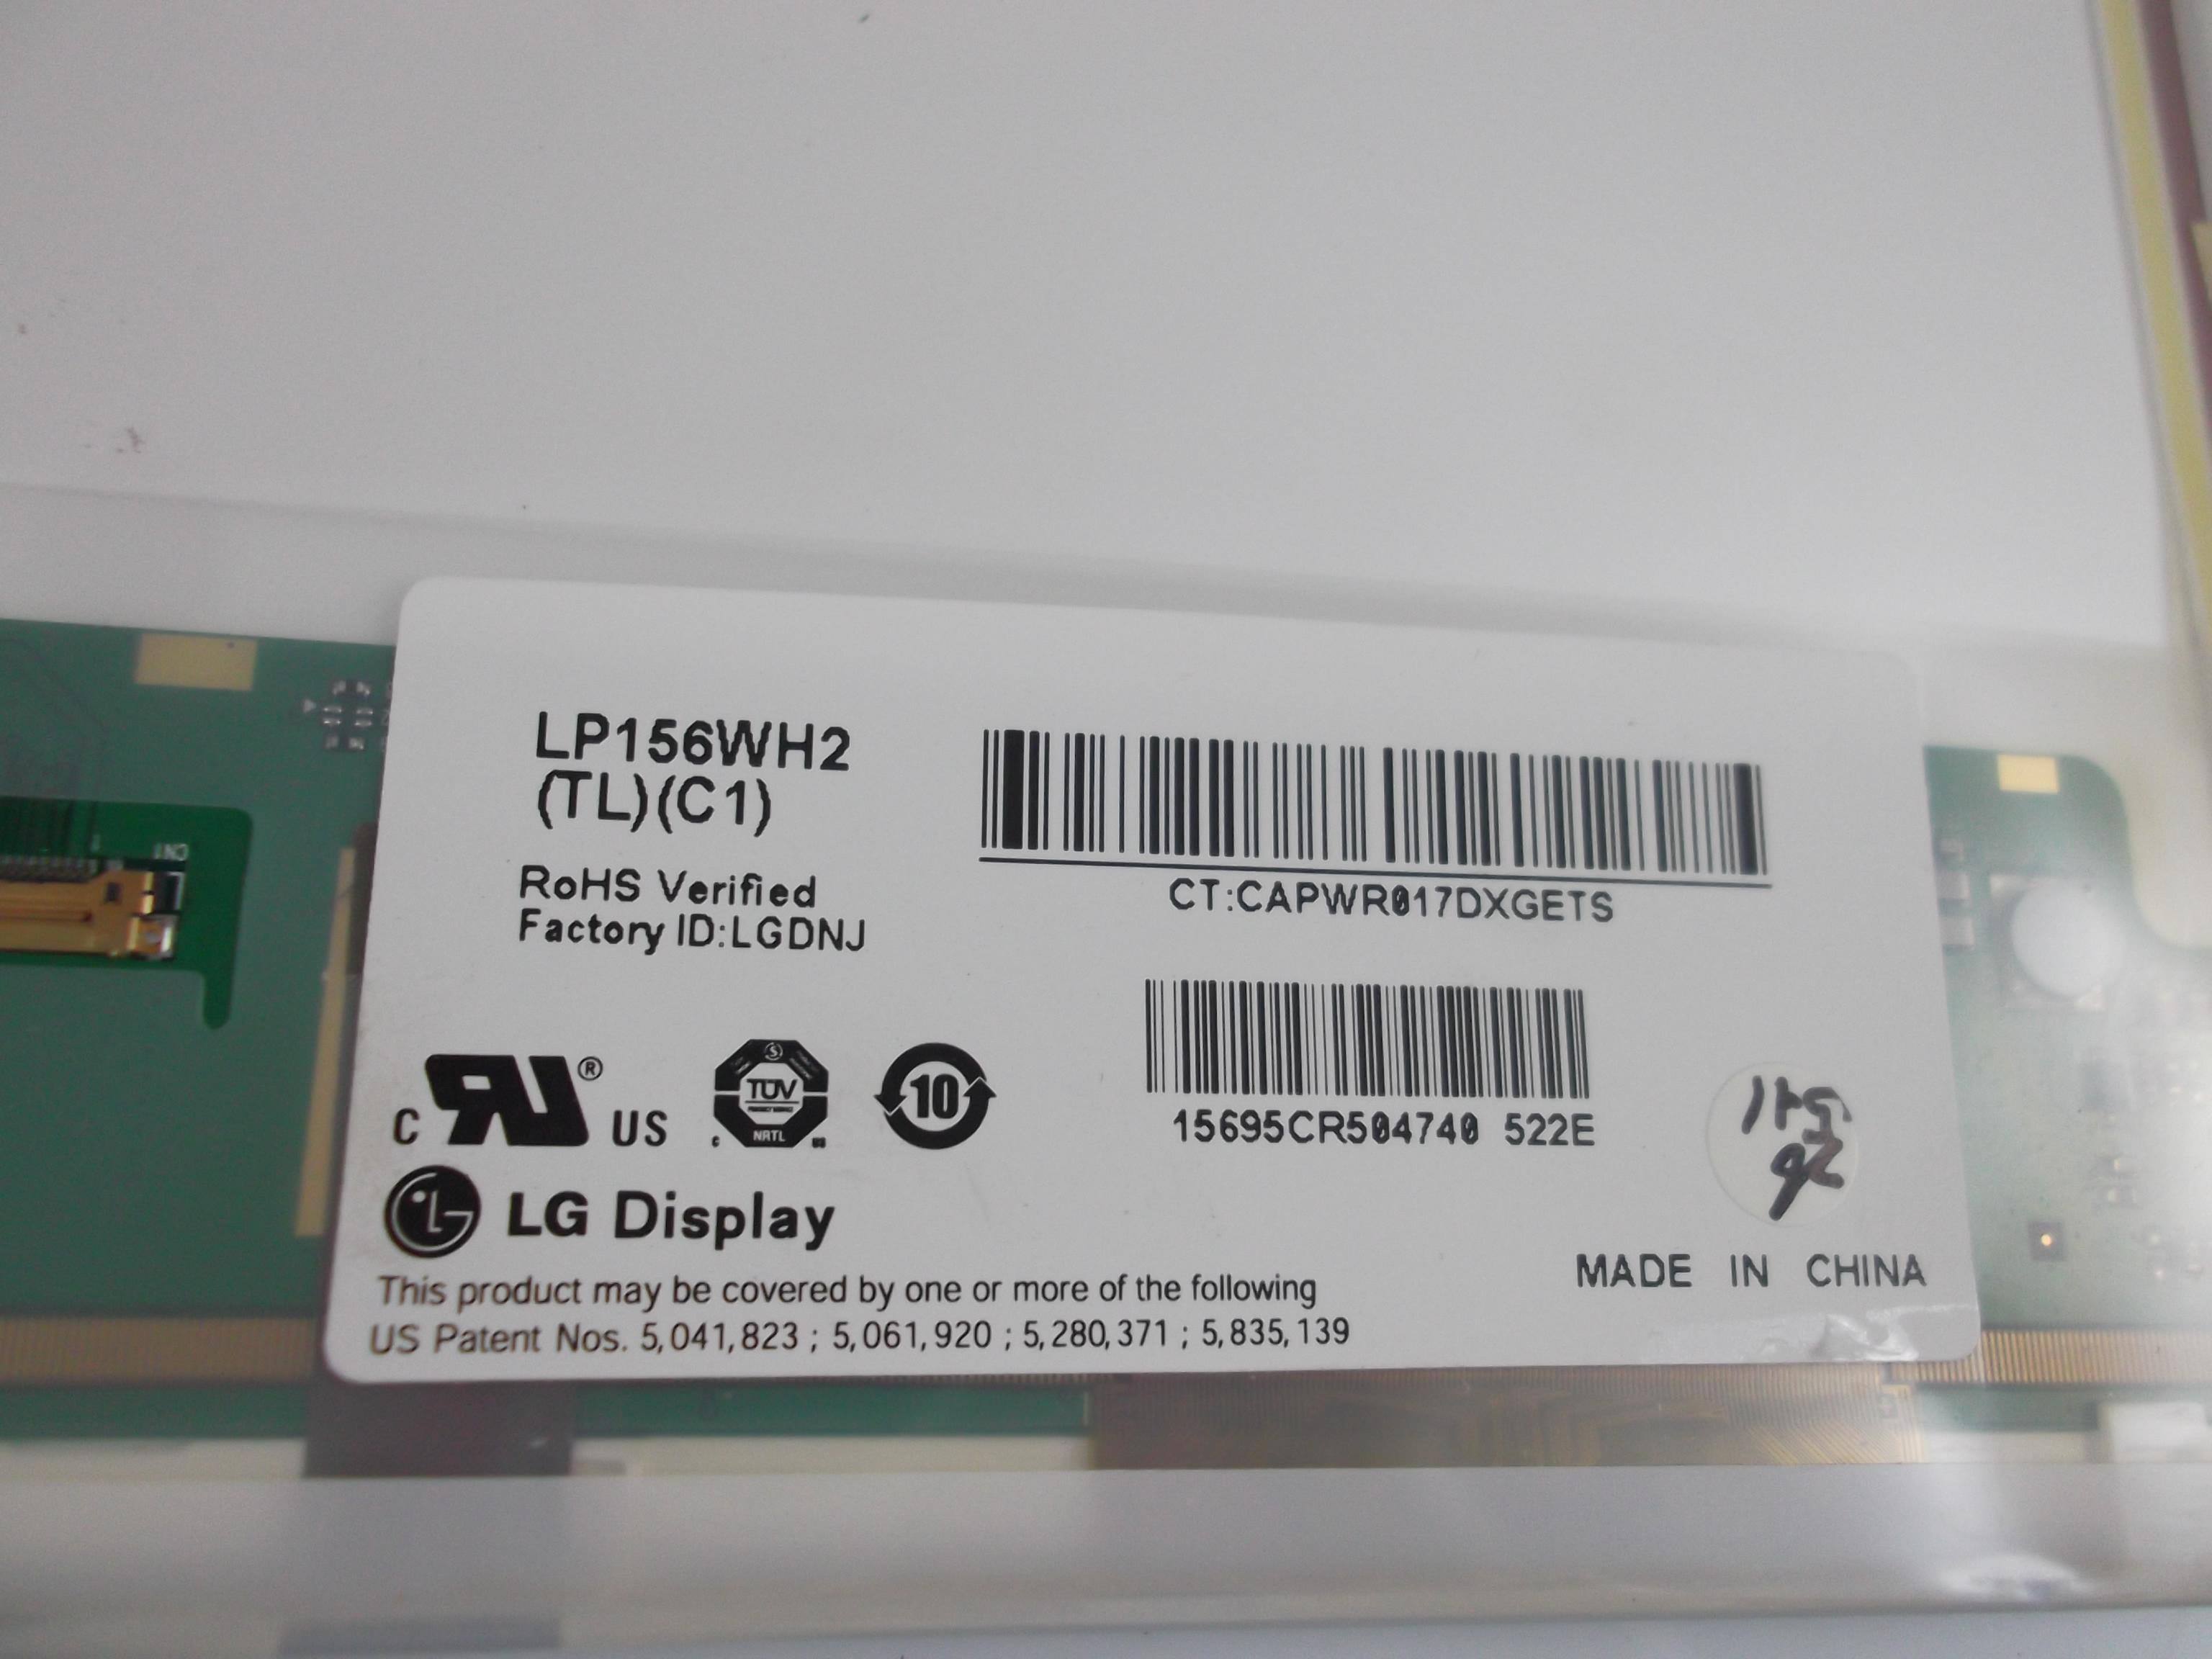 LP156WH2
(TL)(C1)
RoHS Verified
Factory ID:LGDNJ
CT:CAPWR017DXGETS
15695CR504740 522E
C RU® US
TÜV
NRTL
10
LG Display
MADE IN CHINA
This product may be covered by one or more of the following
US Patent Nos. 5,041,823 ; 5,061,920 ; 5,280,371 ; 5,835,139
CN1